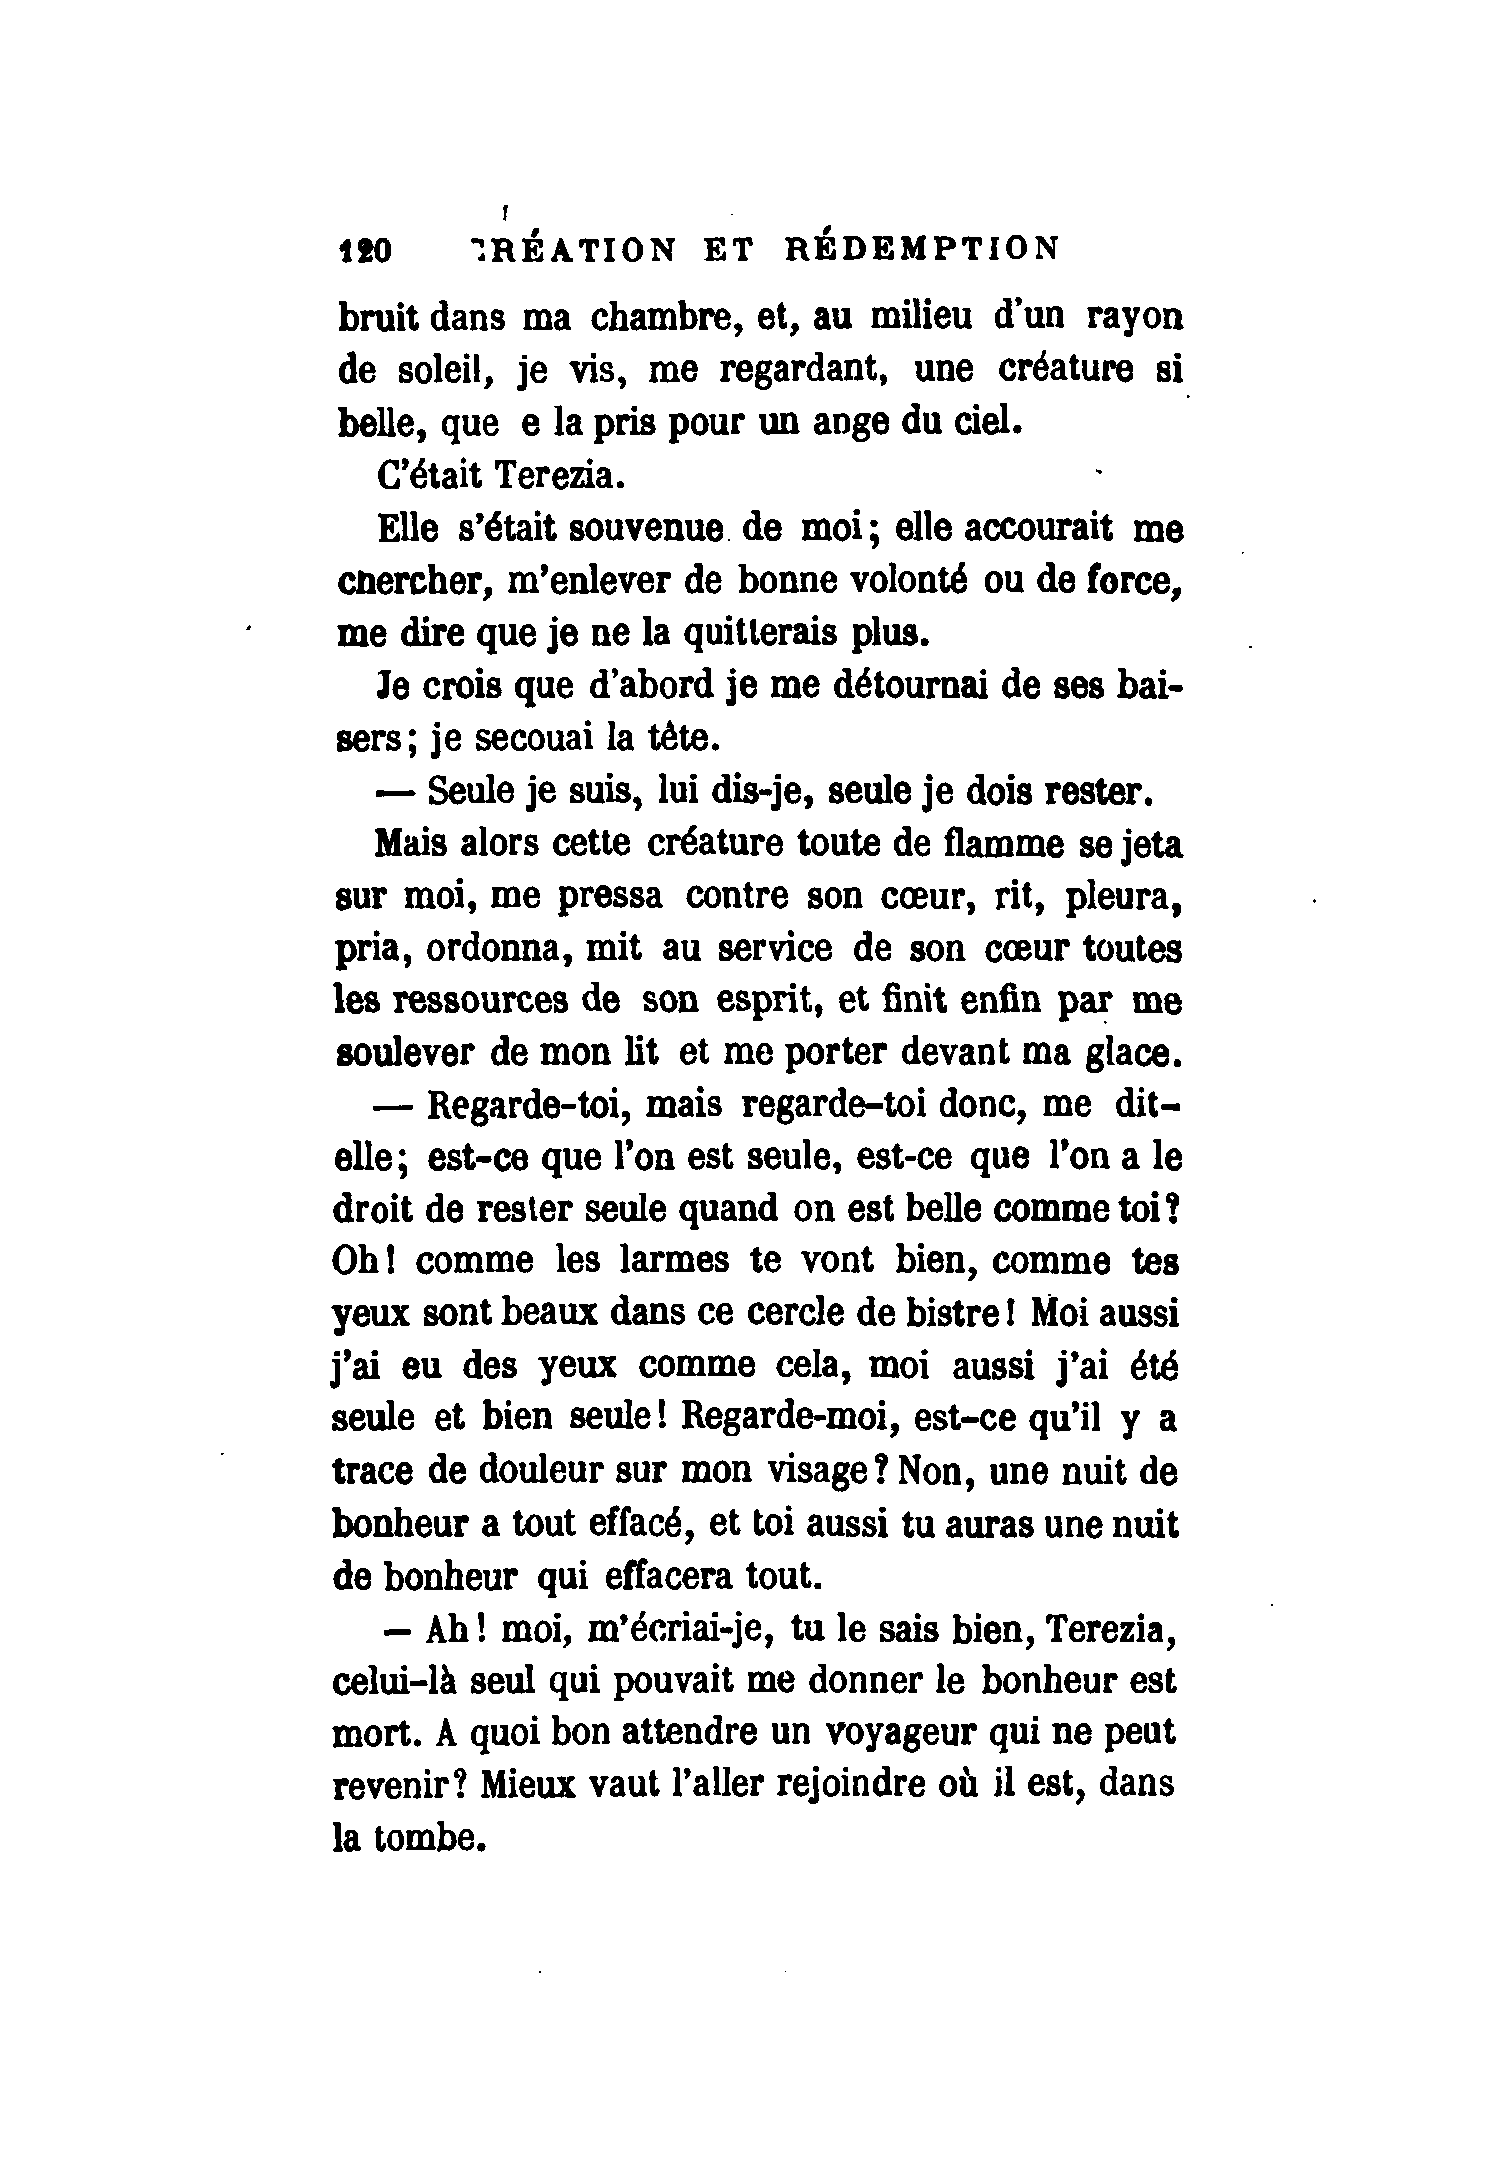 120 CRÉATION ET RÉDEMPTION
bruit dans ma chambre, et, au milieu d'un rayon
de soleil, je vis, me regardant, une créature si
belle, que e la pris pour un ange du ciel.
C'était Terezia.
Elle s'était souvenue de moi; elle accourait me
chercher, m'enlever de bonne volonté ou de force,
me dire que je ne la quitterais plus.
Je crois que d'abord je me détournai de ses bai-
sers; je secouai la tête.
— Seule je suis, lui dis-je, seule je dois rester.
Mais alors cette créature toute de flamme se jeta
sur moi, me pressa contre son cœur, rit, pleura,
pria, ordonna, mit au service de son cœur toutes
les ressources de son esprit, et finit enfin par me
soulever de mon lit et me porter devant ma glace.
— Regarde-toi, mais regarde-toi donc, me dit-
elle; est-ce que l'on est seule, est-ce que l'on a le
droit de rester seule quand on est belle comme toi?
Oh! comme les larmes te vont bien, comme tes
yeux sont beaux dans ce cercle de bistre! Moi aussi
j'ai eu des yeux comme cela, moi aussi j'ai été
seule et bien seule! Regarde-moi, est-ce qu'il y a
trace de douleur sur mon visage? Non, une nuit de
bonheur a tout effacé, et toi aussi tu auras une nuit
de bonheur qui effacera tout.
— Ah! moi, m'écriai-je, tu le sais bien, Terezia,
celui-là seul qui pouvait me donner le bonheur est
mort. A quoi bon attendre un voyageur qui ne peut
revenir? Mieux vaut l'aller rejoindre où il est, dans
la tombe.